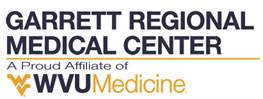 GARRETT REGIONAL
MEDICAL CENTER
A Proud Affiliate of
WVUMedicine